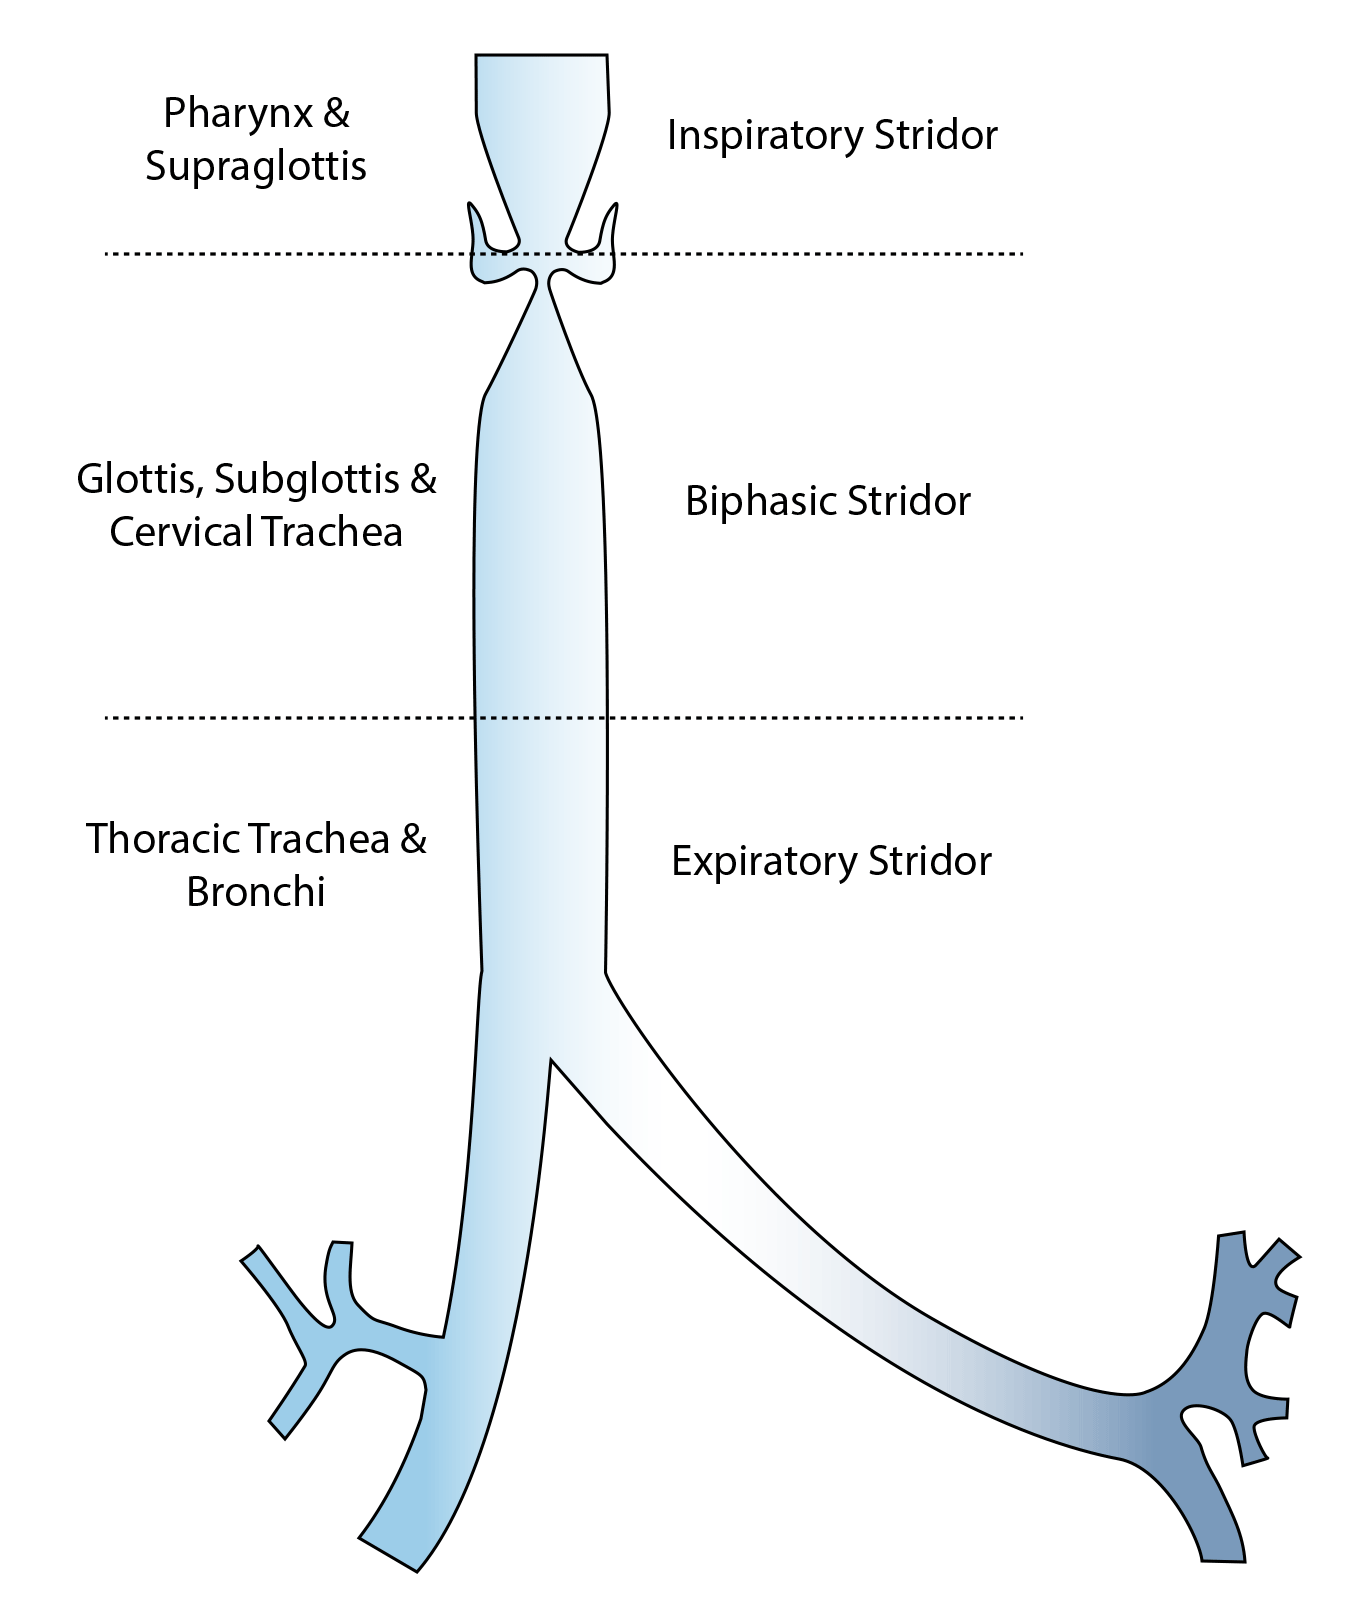 Pharynx &
Supraglottis
Inspiratory Stridor
Glottis, Subglottis &
Cervical Trachea
Biphasic Stridor
Thoracic Trachea &
Bronchi
Expiratory Stridor